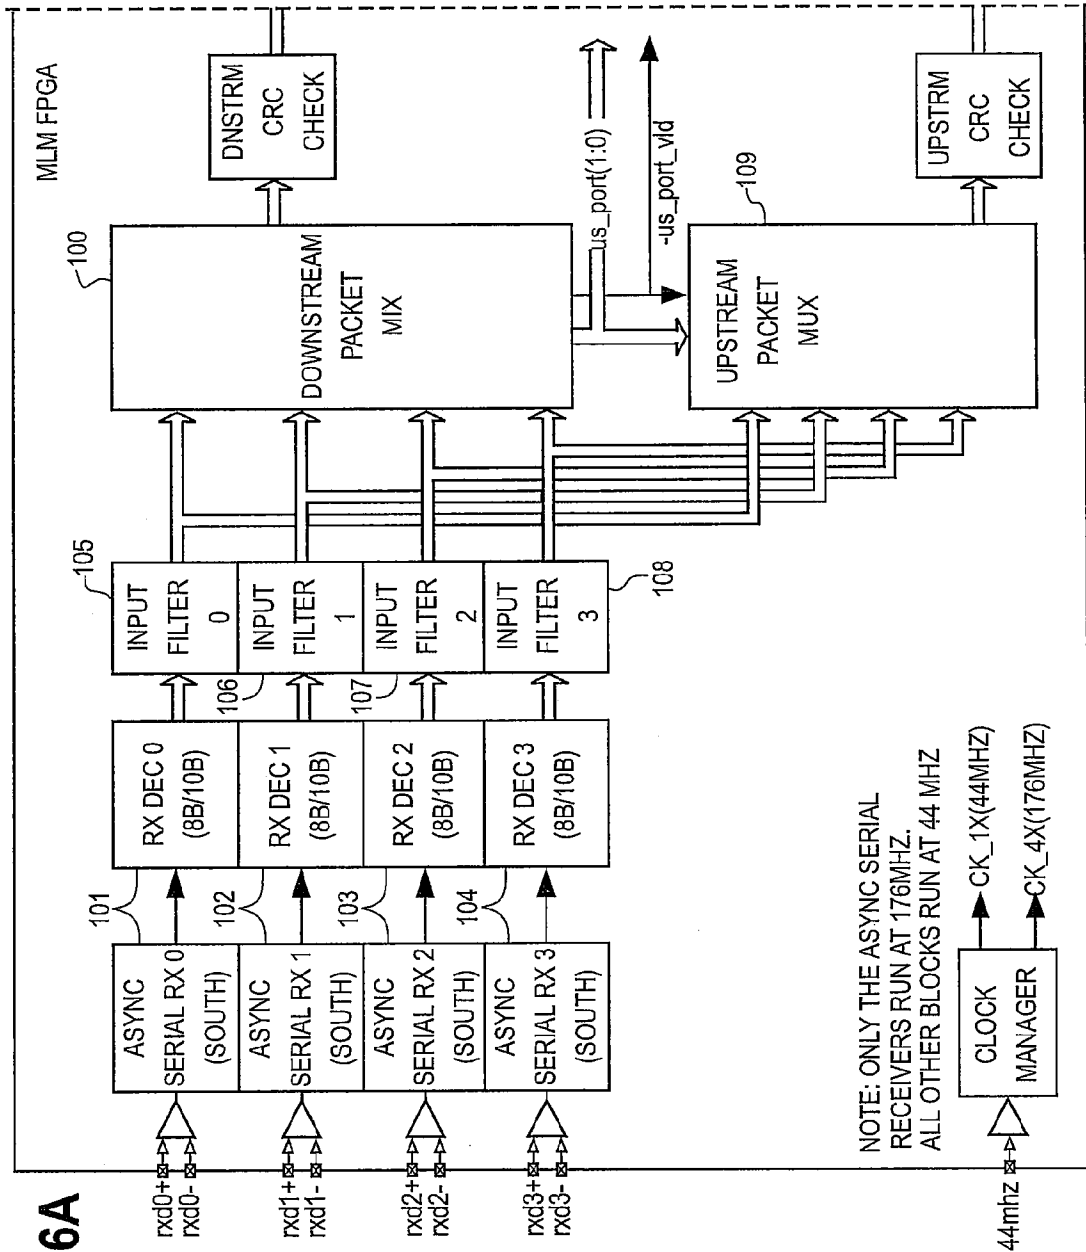 6A
MLM FPGA
rxd0+
rxd0-
rxd1+
rxd1-
rxd2+
rxd2-
rxd3+
rxd3-
ASYNC
SERIAL RX 0
(SOUTH)
ASYNC
SERIAL RX 1
(SOUTH)
ASYNC
SERIAL RX 2
(SOUTH)
ASYNC
SERIAL RX 3
(SOUTH)
101
102
103
104
RX DEC 0
(8B/10B)
RX DEC 1
(8B/10B)
RX DEC 2
(8B/10B)
RX DEC 3
(8B/10B)
105
106
107
108
INPUT
FILTER
0
INPUT
FILTER
1
INPUT
FILTER
2
INPUT
FILTER
3
100
DOWNSTREAM
PACKET
MIX
DNSTRM
CRC
CHECK
us_port(1:0)
-us_port_vld
109
UPSTREAM
PACKET
MUX
UPSTRM
CRC
CHECK
NOTE: ONLY THE ASYNC SERIAL
RECEIVERS RUN AT 176MHZ.
ALL OTHER BLOCKS RUN AT 44 MHZ
44mhz
CLOCK
MANAGER
CK_1X(44MHZ)
CK_4X(176MHZ)